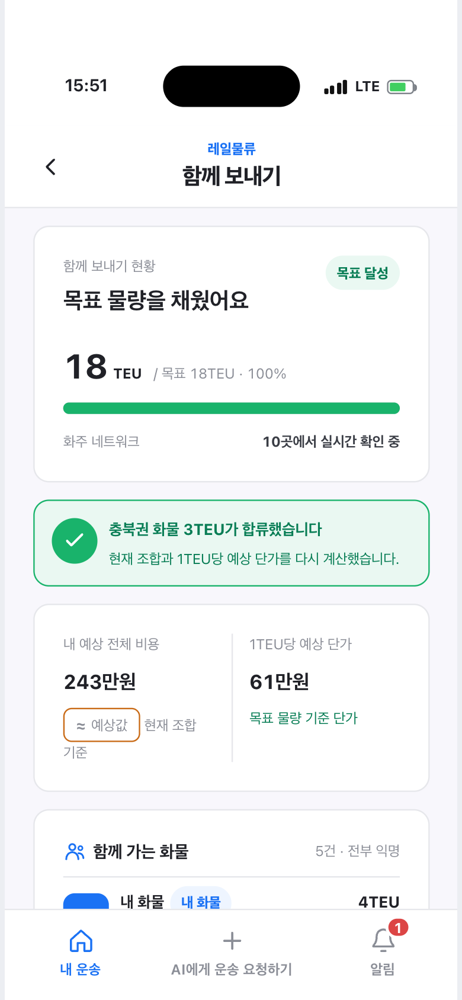 15:51
LTE
레일물류
함께 보내기
함께 보내기 현황
목표 달성
목표 물량을 채웠어요
18 TEU / 목표 18TEU · 100%
화주 네트워크
10곳에서 실시간 확인 중
충북권 화물 3TEU가 합류했습니다
현재 조합과 1TEU당 예상 단가를 다시 계산했습니다.
내 예상 전체 비용
243만원
≈ 예상값 현재 조합
기준
1TEU당 예상 단가
61만원
목표 물량 기준 단가
함께 가는 화물
5건 · 전부 익명
내 화물 내 화물
4TEU
내 운송
AI에게 운송 요청하기
1
알림